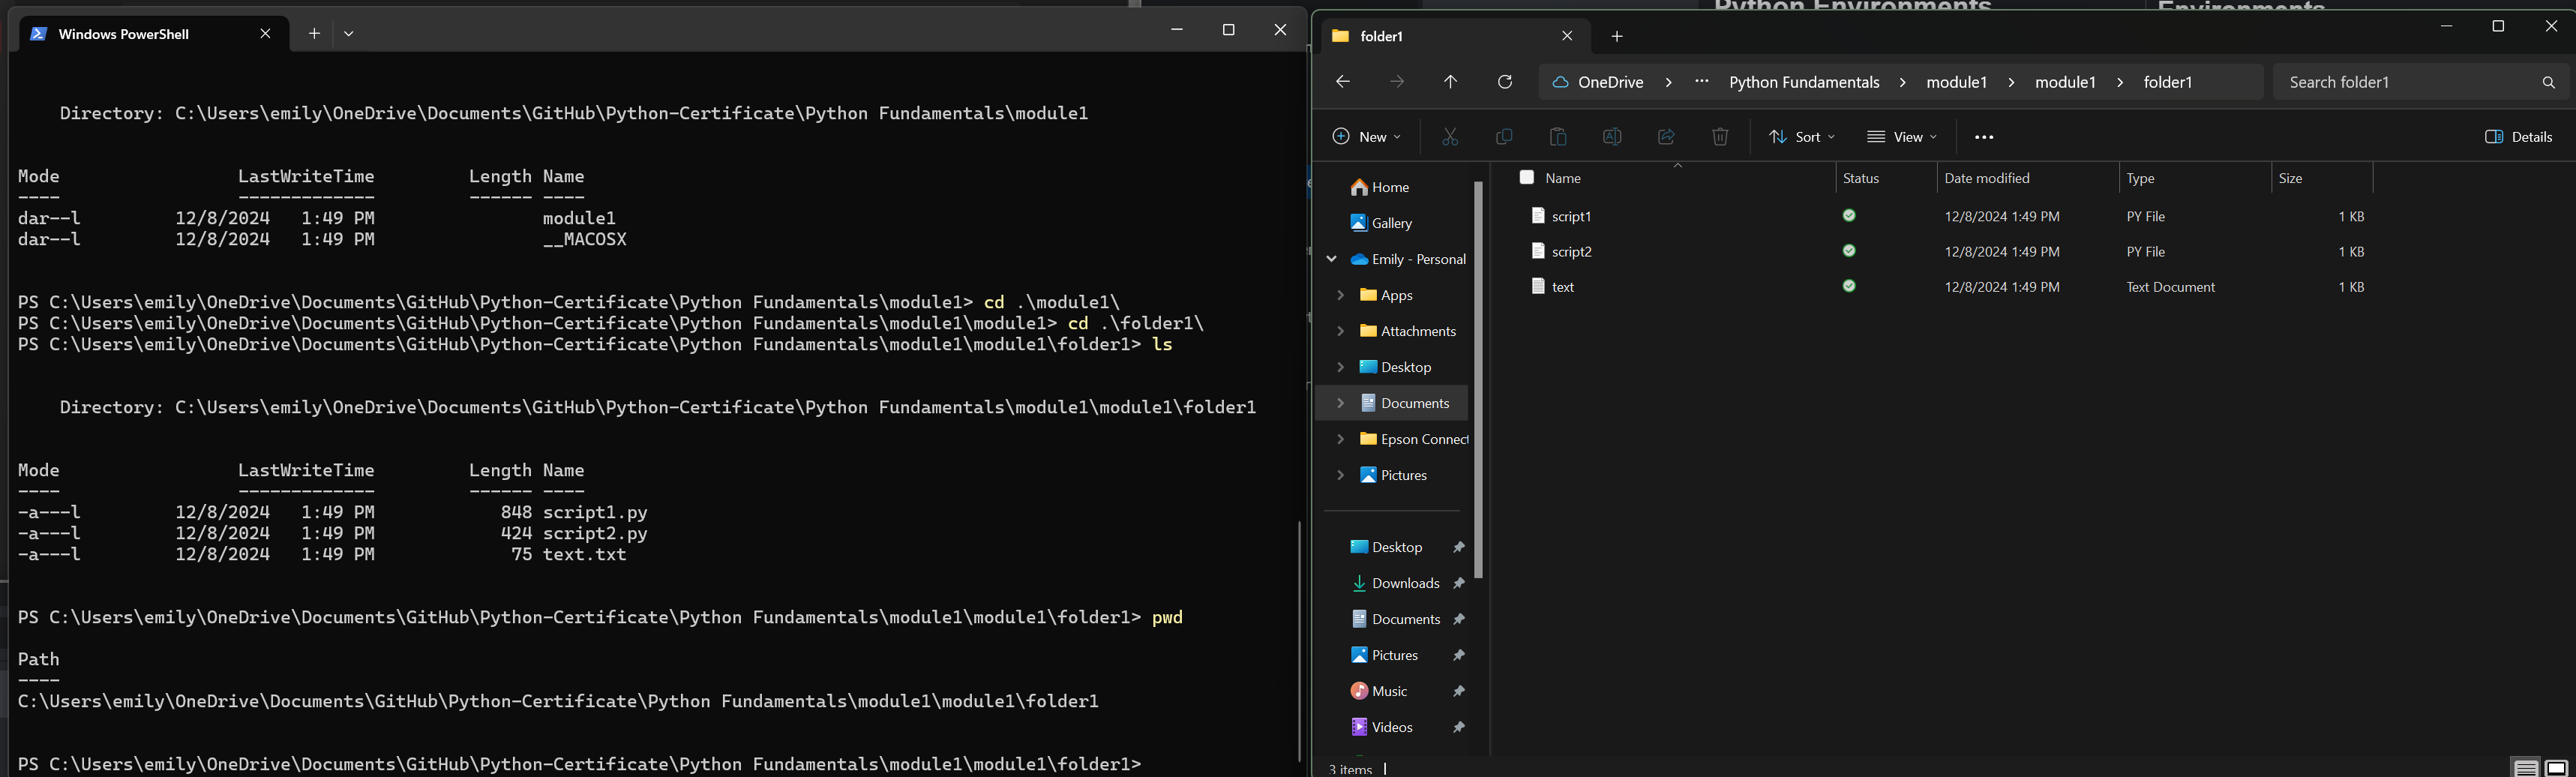 Windows PowerShell
Directory: C:\Users\emily\OneDrive\Documents\GitHub\Python-Certificate\Python Fundamentals\module1
Mode                 LastWriteTime         Length Name
----                 -------------         ------ ----
dar--l         12/8/2024   1:49 PM                module1
dar--l         12/8/2024   1:49 PM                __MACOSX
PS C:\Users\emily\OneDrive\Documents\GitHub\Python-Certificate\Python Fundamentals\module1> cd .\module1\
PS C:\Users\emily\OneDrive\Documents\GitHub\Python-Certificate\Python Fundamentals\module1\module1> cd .\folder1\
PS C:\Users\emily\OneDrive\Documents\GitHub\Python-Certificate\Python Fundamentals\module1\module1\folder1> ls
Directory: C:\Users\emily\OneDrive\Documents\GitHub\Python-Certificate\Python Fundamentals\module1\module1\folder1
Mode                 LastWriteTime         Length Name
----                 -------------         ------ ----
-a---l         12/8/2024   1:49 PM            848 script1.py
-a---l         12/8/2024   1:49 PM            424 script2.py
-a---l         12/8/2024   1:49 PM             75 text.txt
PS C:\Users\emily\OneDrive\Documents\GitHub\Python-Certificate\Python Fundamentals\module1\module1\folder1> pwd
Path
----
C:\Users\emily\OneDrive\Documents\GitHub\Python-Certificate\Python Fundamentals\module1\module1\folder1
PS C:\Users\emily\OneDrive\Documents\GitHub\Python-Certificate\Python Fundamentals\module1\module1\folder1>
Python Environments
Environments
folder1
OneDrive > ... Python Fundamentals > module1 > module1 > folder1
Search folder1
New
Sort
View
Details
Home
Gallery
Emily - Personal
Apps
Attachments
Desktop
Documents
Epson Connect
Pictures
Desktop
Downloads
Documents
Pictures
Music
Videos
Name Status Date modified Type Size
script1 12/8/2024 1:49 PM PY File 1 KB
script2 12/8/2024 1:49 PM PY File 1 KB
text 12/8/2024 1:49 PM Text Document 1 KB
3 items